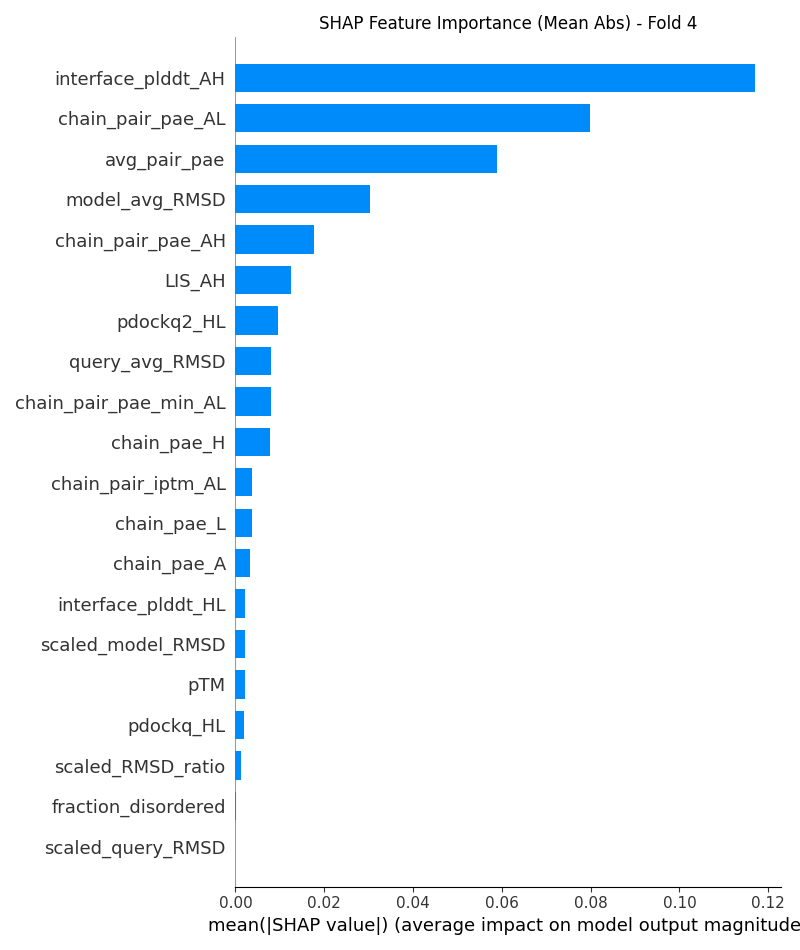 SHAP Feature Importance (Mean Abs) - Fold 4
interface_plddt_AH
chain_pair_pae_AL
avg_pair_pae
model_avg_RMSD
chain_pair_pae_AH
LIS_AH
pdockq2_HL
query_avg_RMSD
chain_pair_pae_min_AL
chain_pae_H
chain_pair_iptm_AL
chain_pae_L
chain_pae_A
interface_plddt_HL
scaled_model_RMSD
pTM
pdockq_HL
scaled_RMSD_ratio
fraction_disordered
scaled_query_RMSD
0.00 0.02 0.04 0.06 0.08 0.10 0.12
mean(|SHAP value|) (average impact on model output magnitude